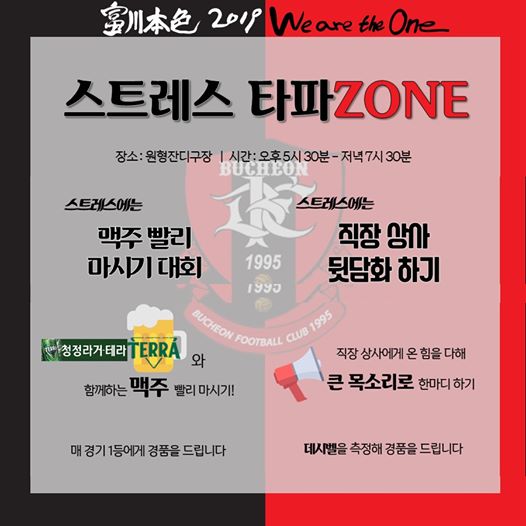 富川本色 2019 We are the One
스트레스 타파ZONE
장소 : 원형잔디구장 | 시간 : 오후 5시 30분 – 저녁 7시 30분
BUCHEON
1995
1995
BUCHEON FOOTBALL CLUB 1995
스트레스에는
맥주 빨리
마시기 대회
TERRA 청정라거-테라 TERRA 와
함께하는 맥주 빨리 마시기!
매 경기 1등에게 경품을 드립니다
스트레스에는
직장 상사
뒷담화 하기
직장 상사에게 온 힘을 다해
큰 목소리로 한마디 하기
데시벨을 측정해 경품을 드립니다